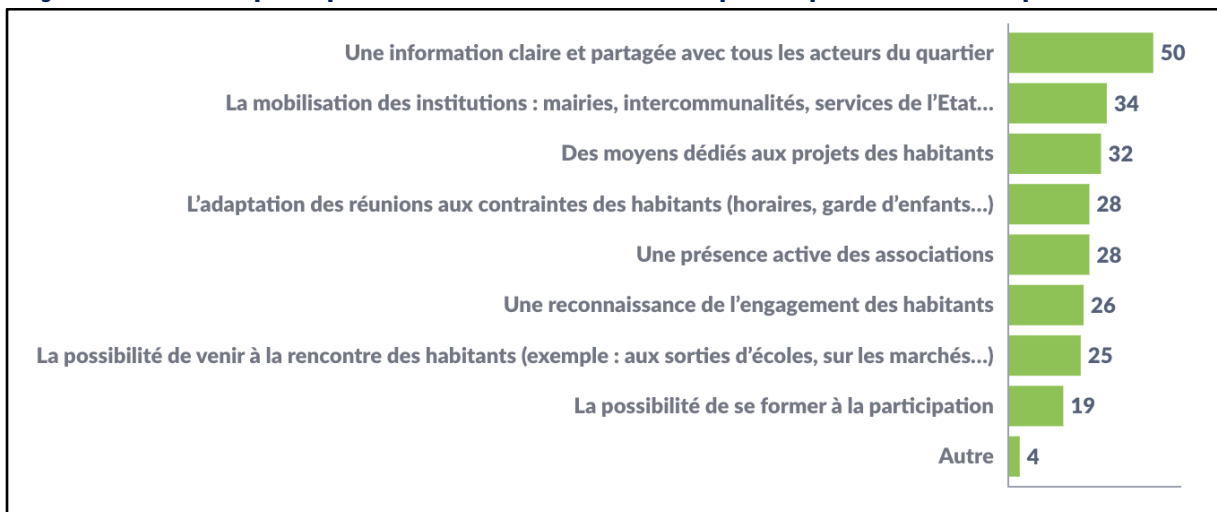 Une information claire et partagée avec tous les acteurs du quartier 50
La mobilisation des institutions : mairies, intercommunalités, services de l'Etat... 34
Des moyens dédiés aux projets des habitants 32
L'adaptation des réunions aux contraintes des habitants (horaires, garde d'enfants...) 28
Une présence active des associations 28
Une reconnaissance de l'engagement des habitants 26
La possibilité de venir à la rencontre des habitants (exemple : aux sorties d'écoles, sur les marchés...) 25
La possibilité de se former à la participation 19
Autre 4